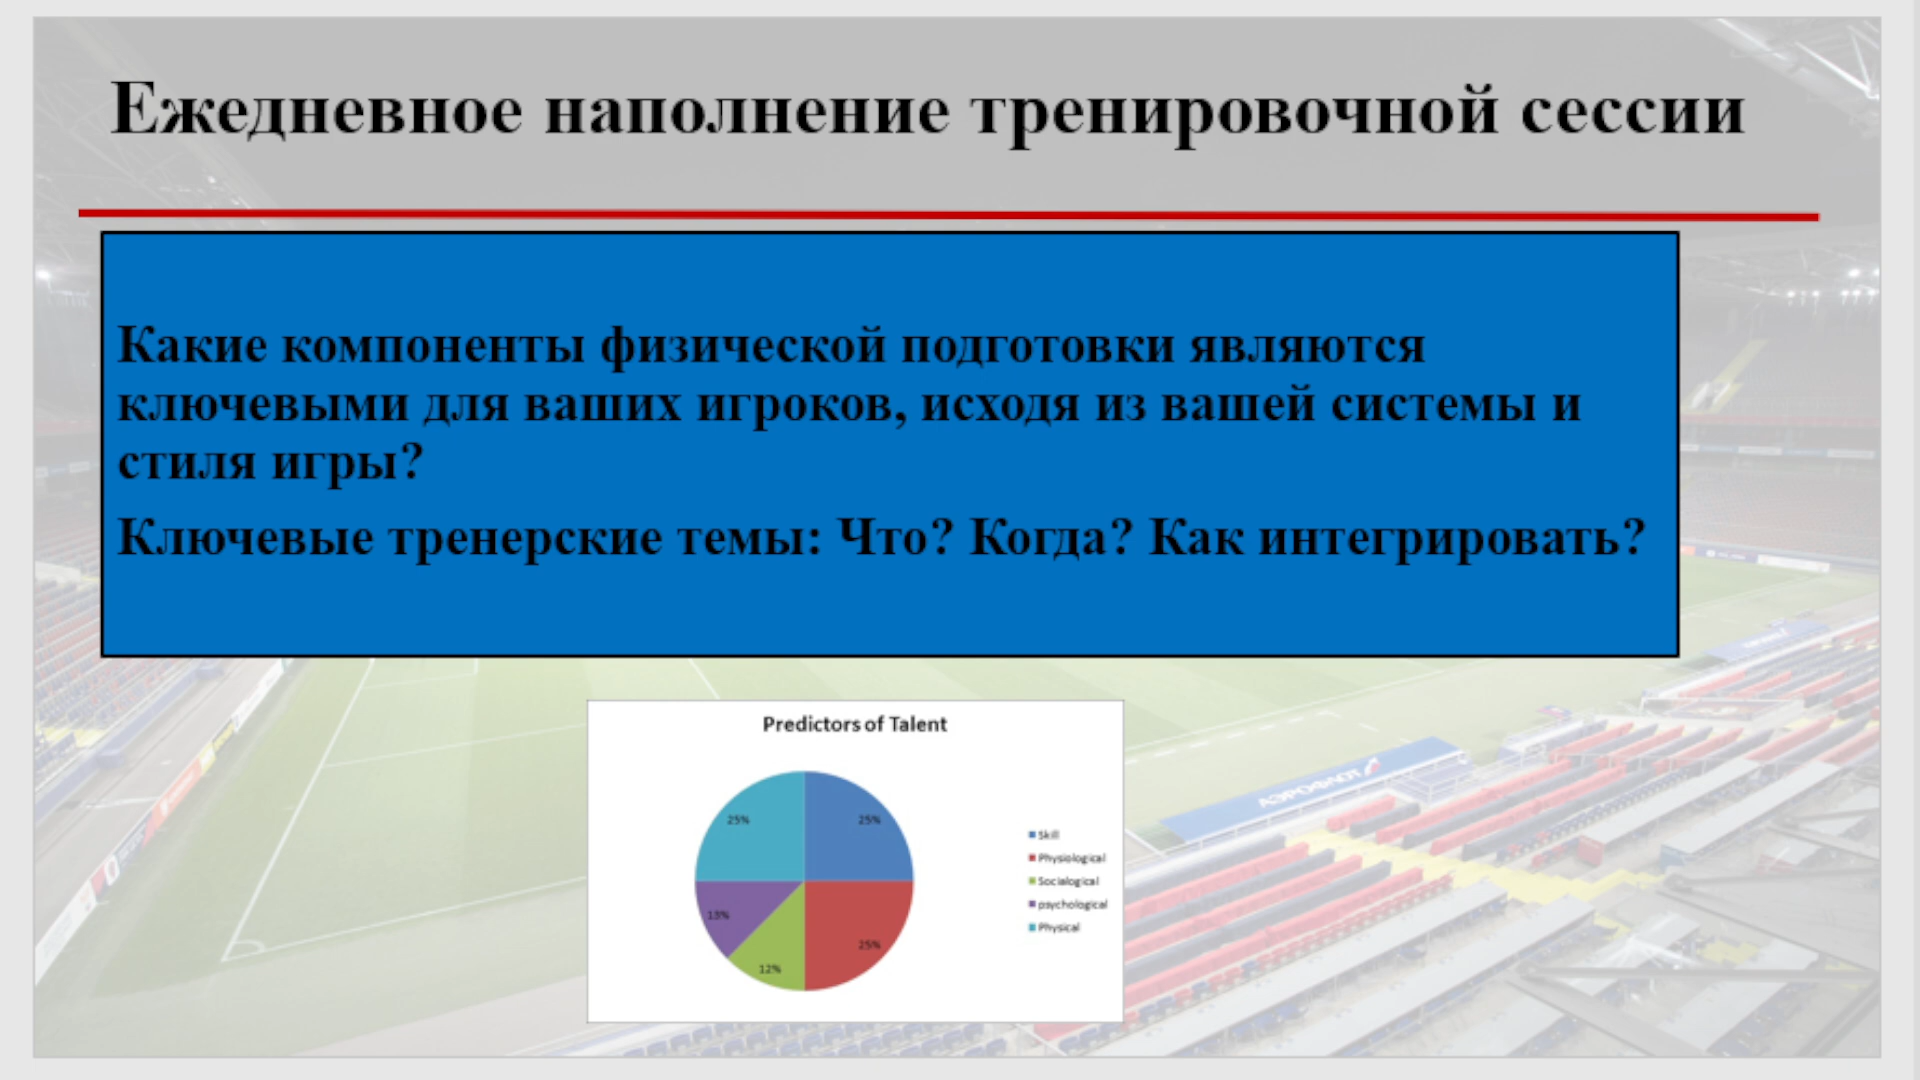 Ежедневное наполнение тренировочной сессии
Какие компоненты физической подготовки являются
ключевыми для ваших игроков, исходя из вашей системы и
стиля игры?
Ключевые тренерские темы: Что? Когда? Как интегрировать?
Predictors of Talent
25%
25%
13%
25%
12%
Skill
Physiological
Socialogical
psychological
Physical
АЭРОФЛОТ